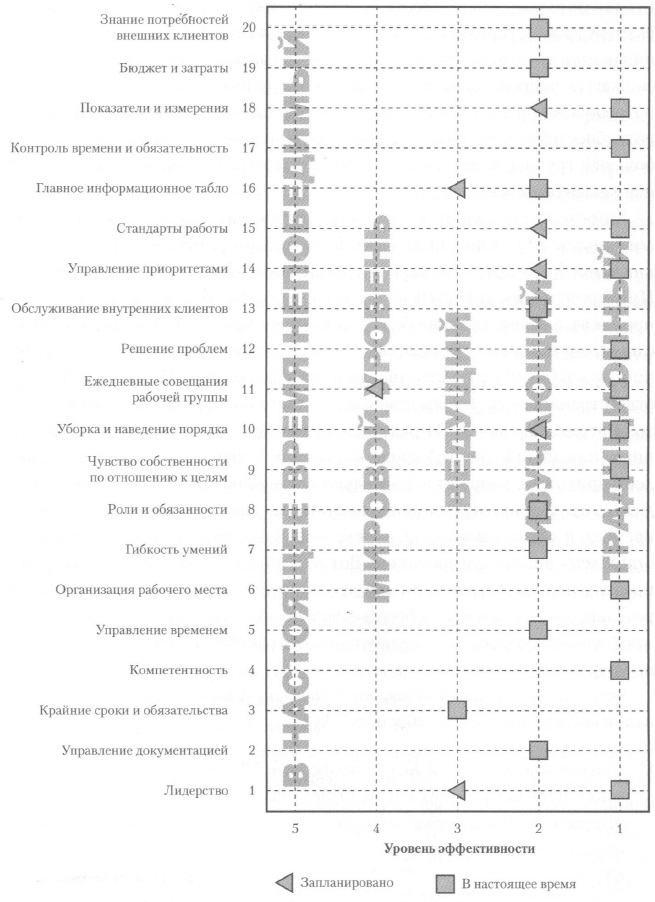 Знание потребностей
внешних клиентов 20
Бюджет и затраты 19
Показатели и измерения 18
Контроль времени и обязательность 17
Главное информационное табло 16
Стандарты работы 15
Управление приоритетами 14
Обслуживание внутренних клиентов 13
Решение проблем 12
Ежедневные совещания
рабочей группы 11
Уборка и наведение порядка 10
Чувство собственности
по отношению к целям 9
Роли и обязанности 8
Гибкость умений 7
Организация рабочего места 6
Управление временем 5
Компетентность 4
Крайние сроки и обязательства 3
Управление документацией 2
Лидерство 1
В НАСТОЯЩЕЕ ВРЕМЯ НЕПОБЕДИМЫЙ
МИРОВОЙ УРОВЕНЬ
ВЕДУЩИЙ
ИЗУЧАЮЩИЙ
ТРАДИЦИОННЫЙ
5 4 3 2 1
Уровень эффективности
Запланировано В настоящее время